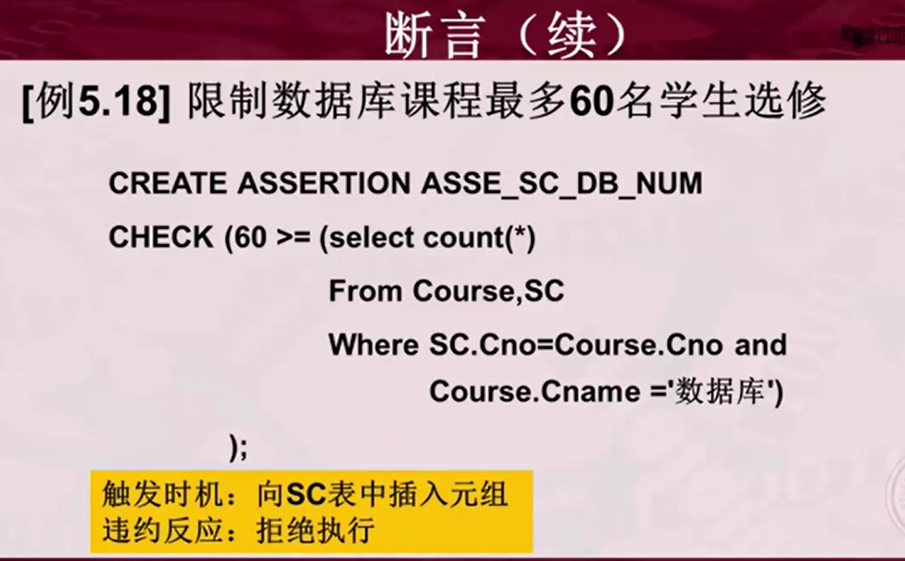 断言（续）
[例5.18] 限制数据库课程最多60名学生选修
CREATE ASSERTION ASSE_SC_DB_NUM
CHECK (60 >= (select count(*)
From Course,SC
Where SC.Cno=Course.Cno and
Course.Cname ='数据库')
);
触发时机：向SC表中插入元组
违约反应：拒绝执行